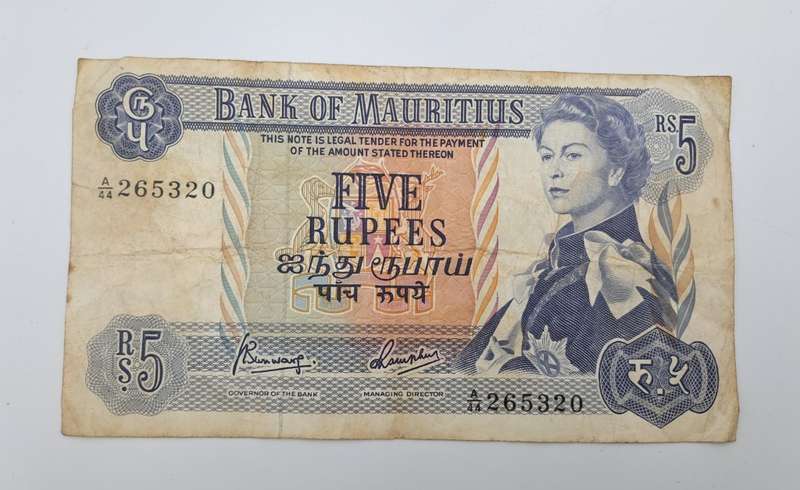 BANK OF MAURITIUS
RS 5
THIS NOTE IS LEGAL TENDER FOR THE PAYMENT
OF THE AMOUNT STATED THEREON
A/44 265320
FIVE
RUPEES
ஐந்து ரூபாய்
पांच रूपये
Rs. 5
GOVERNOR OF THE BANK
MANAGING DIRECTOR
A/44 265320
रु. ५